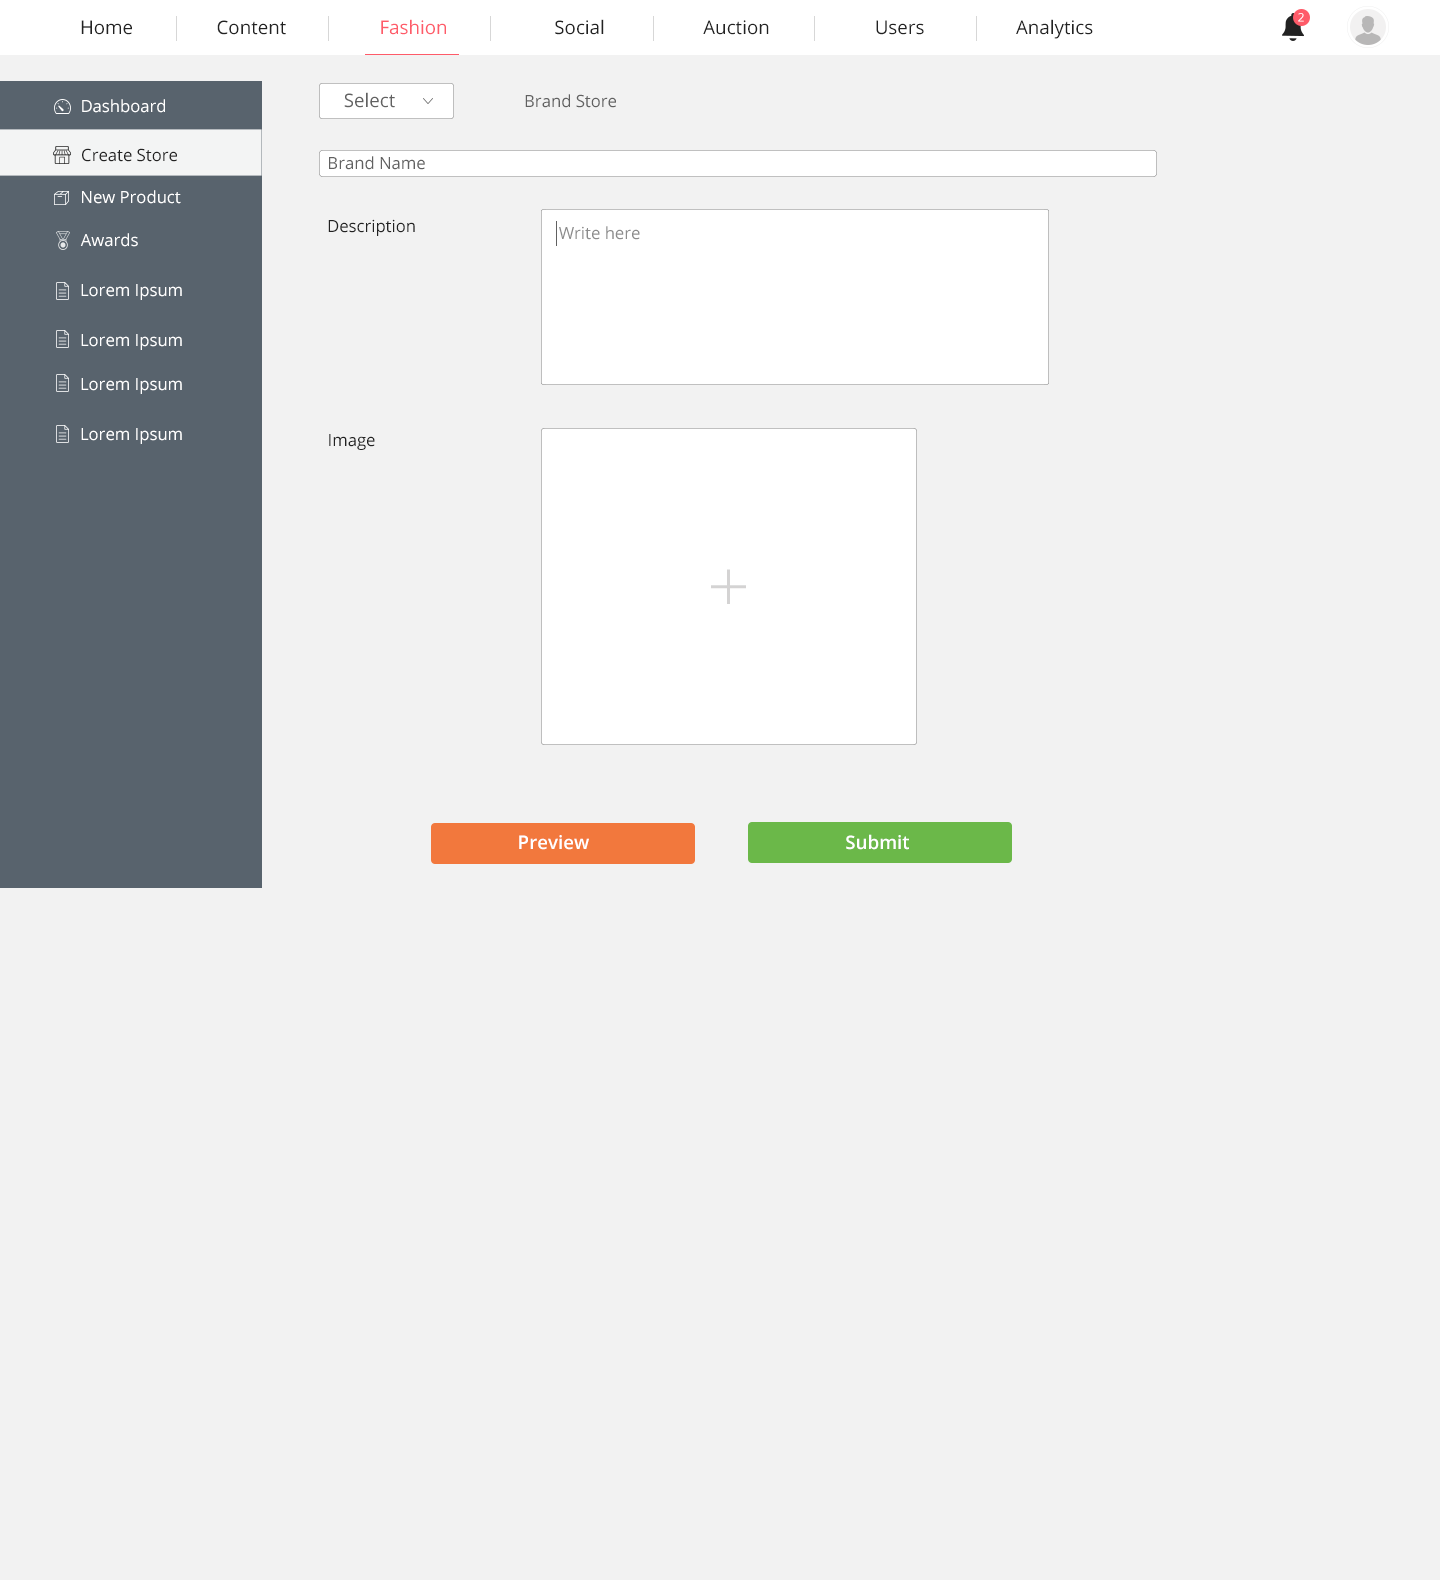 Home Content Fashion Social Auction Users Analytics 2
Dashboard
Create Store
New Product
Awards
Lorem Ipsum
Lorem Ipsum
Lorem Ipsum
Lorem Ipsum
Select Brand Store
Brand Name
Description Write here
Image
Preview Submit